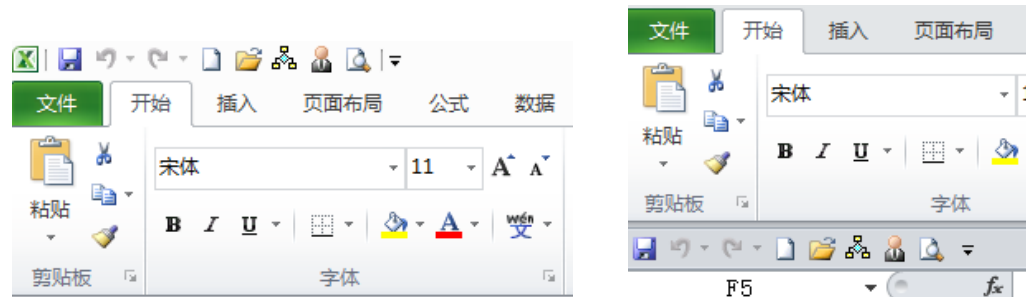 文件 开始 插入 页面布局 公式 数据
宋体 11 A A
粘贴
B I U A wén 文
剪贴板 字体
文件 开始 插入 页面布局
宋体
粘贴
B I U
剪贴板 字体
F5 fx